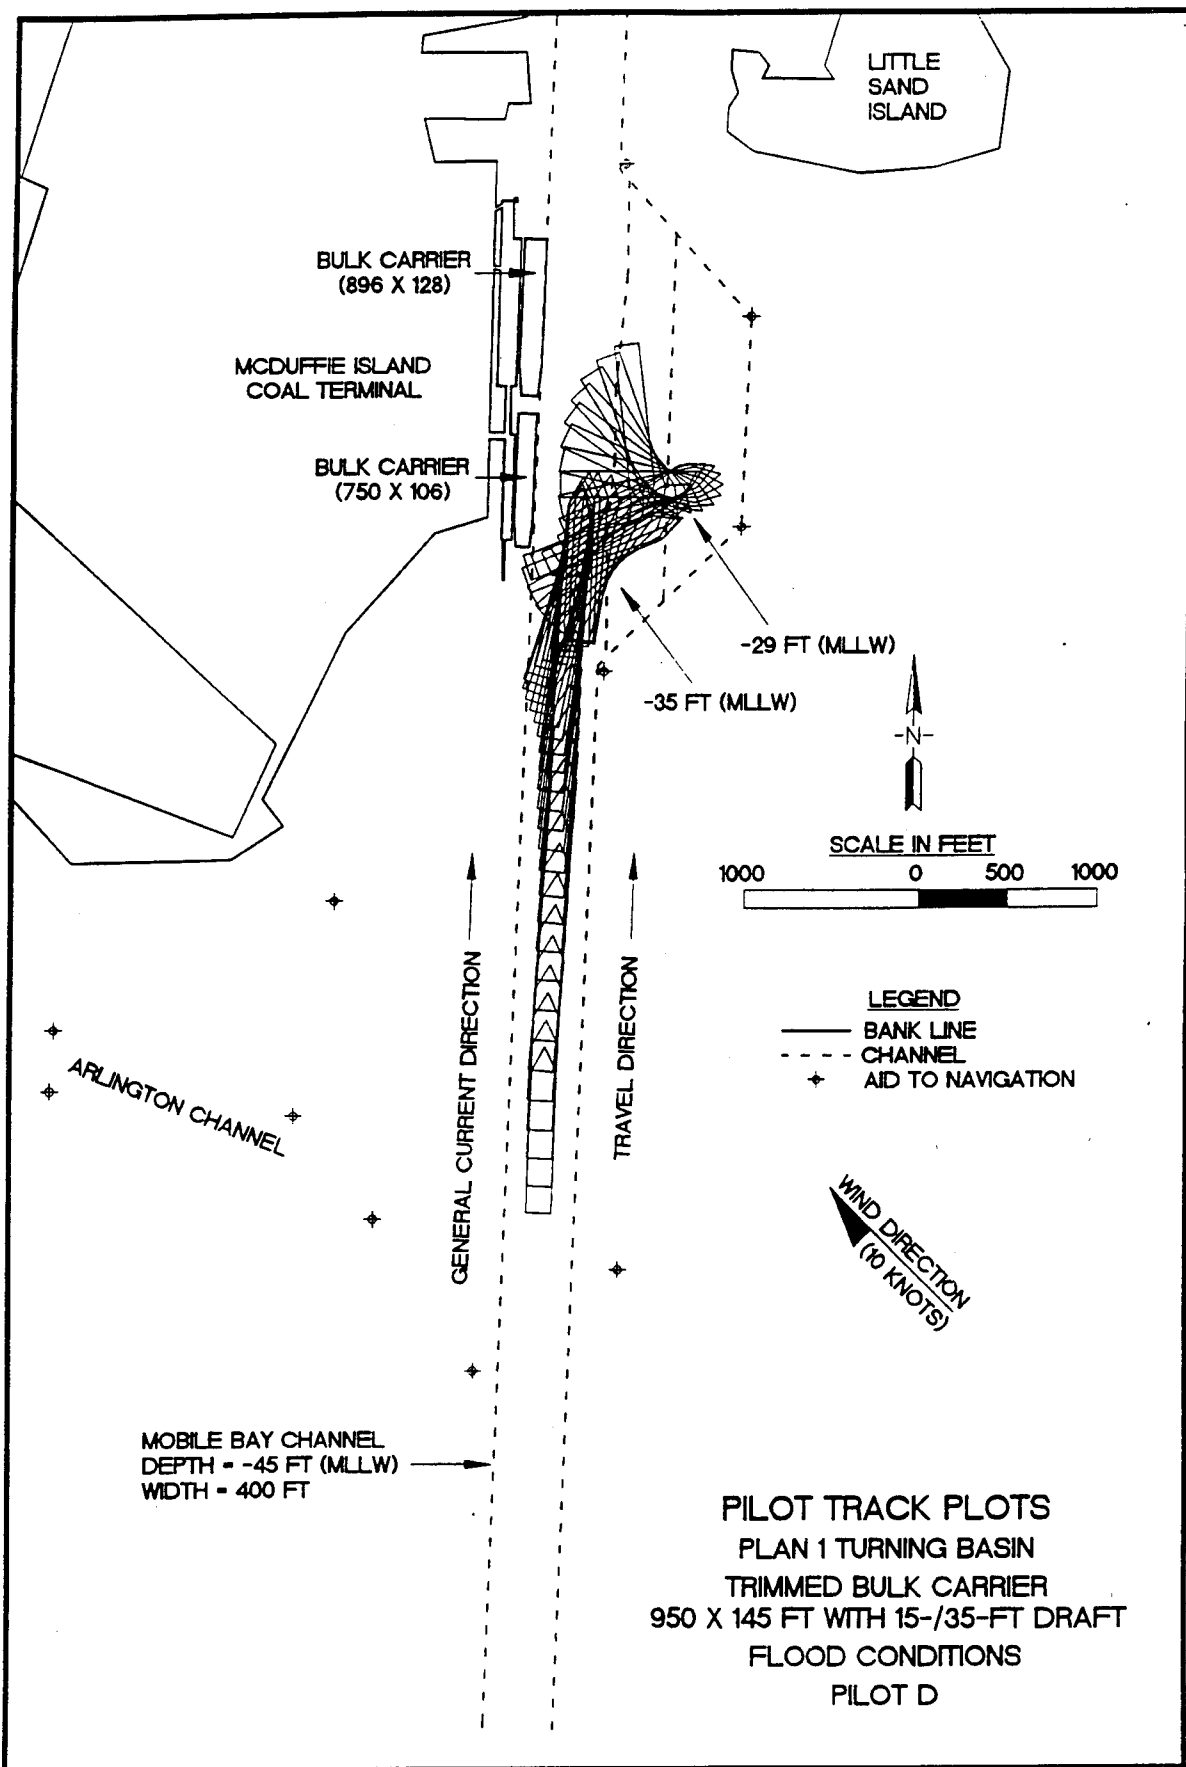 LITTLE
SAND
ISLAND
BULK CARRIER
(896 X 128)
MCDUFFIE ISLAND
COAL TERMINAL
BULK CARRIER
(750 X 106)
-29 FT (MLLW)
-35 FT (MLLW)
-N-
SCALE IN FEET
1000 0 500 1000
GENERAL CURRENT DIRECTION
TRAVEL DIRECTION
LEGEND
BANK LINE
CHANNEL
AID TO NAVIGATION
ARLINGTON CHANNEL
WIND DIRECTION
(10 KNOTS)
MOBILE BAY CHANNEL
DEPTH = -45 FT (MLLW)
WIDTH = 400 FT
PILOT TRACK PLOTS
PLAN 1 TURNING BASIN
TRIMMED BULK CARRIER
950 X 145 FT WITH 15-/35-FT DRAFT
FLOOD CONDITIONS
PILOT D